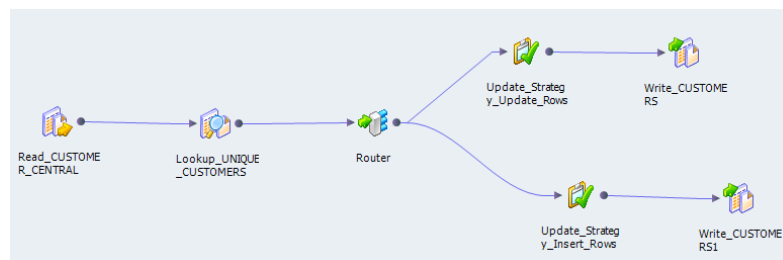 Update_Strateg
y_Update_Rows
Write_CUSTOME
RS
Read_CUSTOME
R_CENTRAL
Lookup_UNIQUE
_CUSTOMERS
Router
Update_Strateg
y_Insert_Rows
Write_CUSTOME
RS1